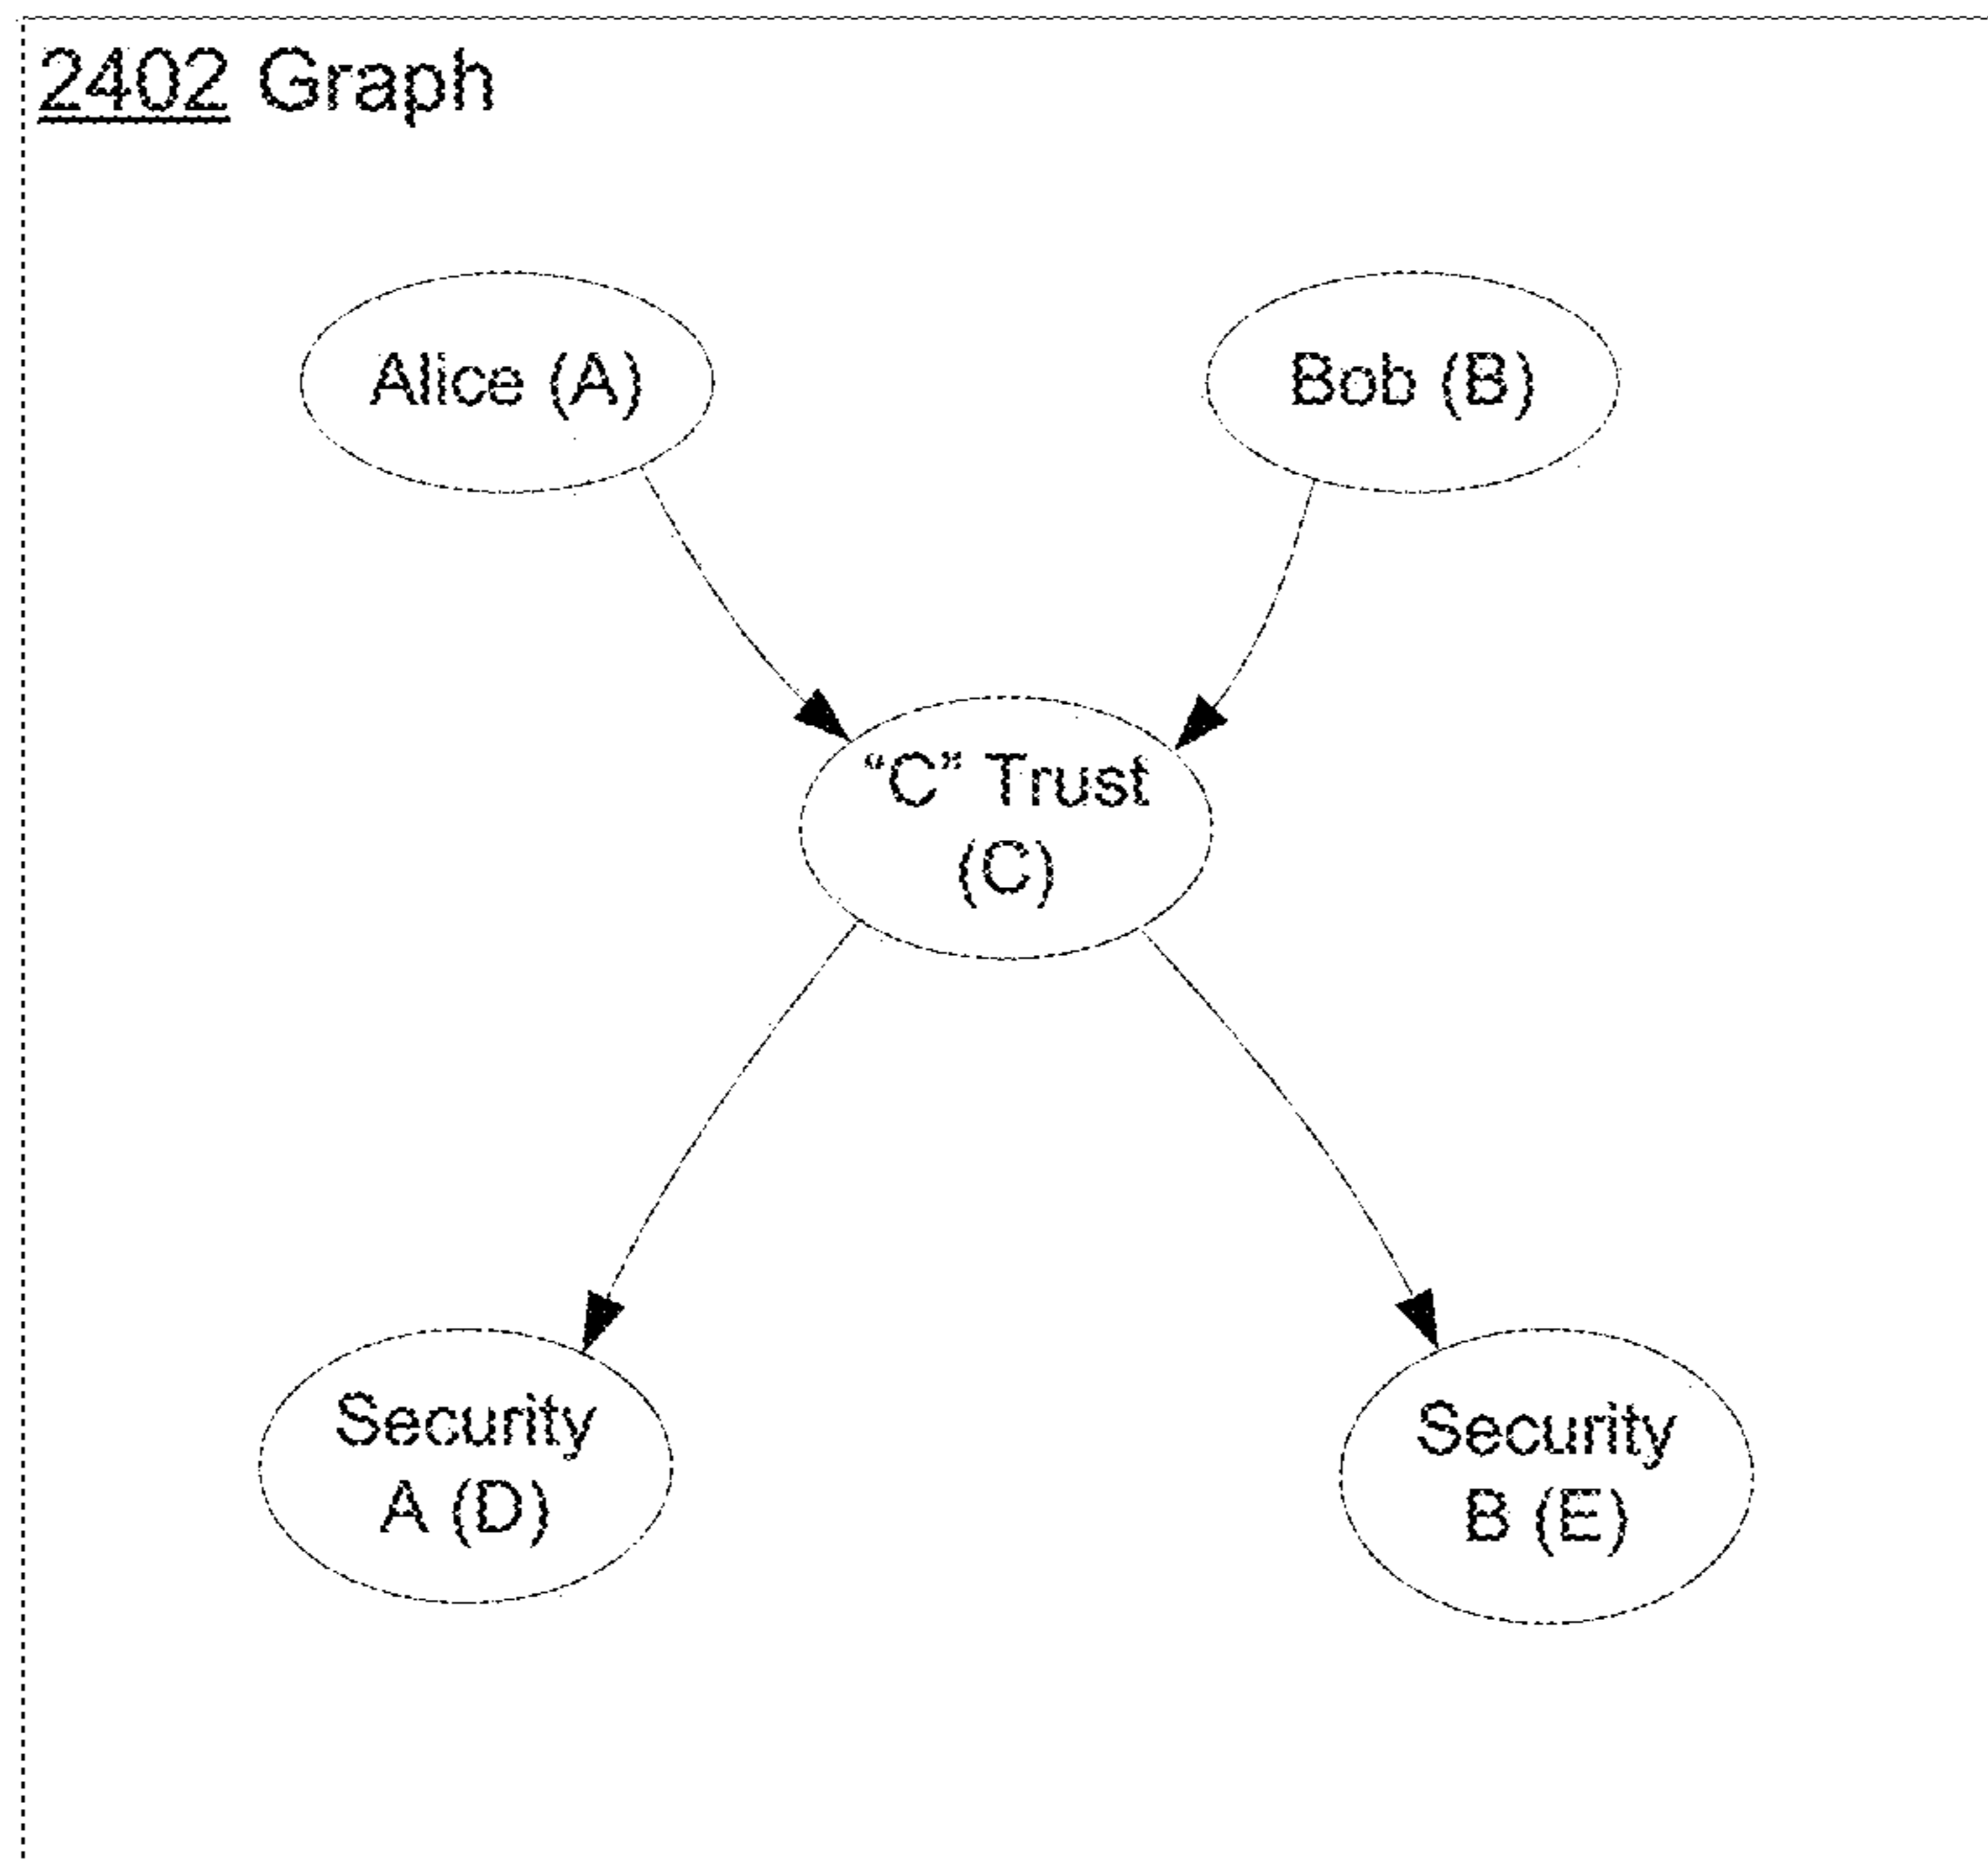 2402 Graph
Alice (A)
Bob (B)
“C” Trust
(C)
Security
A (D)
Security
B (E)